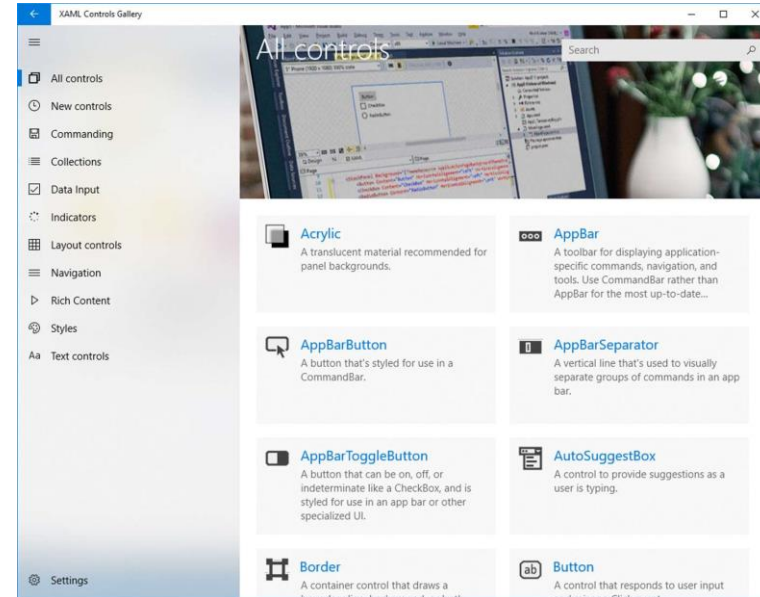 XAML Controls Gallery
All controls
Search
All controls
New controls
Commanding
Collections
Data Input
Indicators
Layout controls
Navigation
Rich Content
Styles
Aa Text controls
Settings
Acrylic
A translucent material recommended for
panel backgrounds.
AppBar
A toolbar for displaying application-
specific commands, navigation, and
tools. Use CommandBar rather than
AppBar for the most up-to-date...
AppBarButton
A button that's styled for use in a
CommandBar.
AppBarSeparator
A vertical line that's used to visually
separate groups of commands in an app
bar.
AppBarToggleButton
A button that can be on, off, or
indeterminate like a CheckBox, and is
styled for use in an app bar or other
specialized UI.
AutoSuggestBox
A control to provide suggestions as a
user is typing.
Border
A container control that draws a
ab
Button
A control that responds to user input